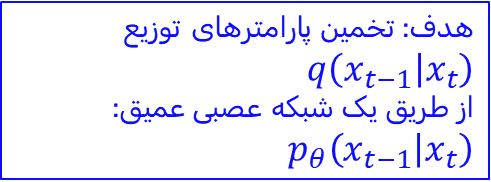 هدف: تخمین پارامترهای توزیع
q(x_{t-1}|x_t)
از طریق یک شبکه عصبی عمیق:
p_θ(x_{t-1}|x_t)